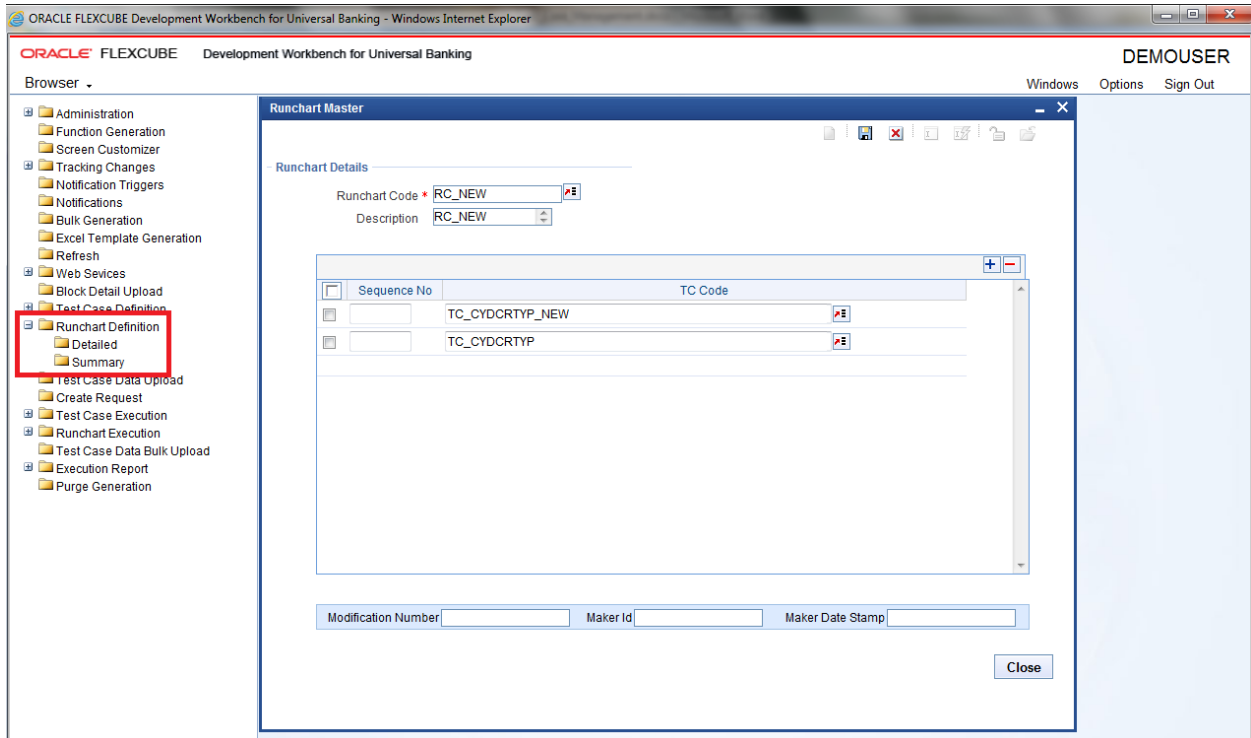 ORACLE FLEXCUBE Development Workbench for Universal Banking - Windows Internet Explorer
ORACLE FLEXCUBE Development Workbench for Universal Banking
DEMOUSER
Browser
Windows Options Sign Out
Administration
Function Generation
Screen Customizer
Tracking Changes
Notification Triggers
Notifications
Bulk Generation
Excel Template Generation
Refresh
Web Sevices
Block Detail Upload
Test Case Definition
Runchart Definition
Detailed
Summary
Test Case Data Upload
Create Request
Test Case Execution
Runchart Execution
Test Case Data Bulk Upload
Execution Report
Purge Generation
Runchart Master
Runchart Details
Runchart Code * RC_NEW
Description RC_NEW
Sequence No TC Code
TC_CYDCRTYP_NEW
TC_CYDCRTYP
Modification Number Maker Id Maker Date Stamp
Close